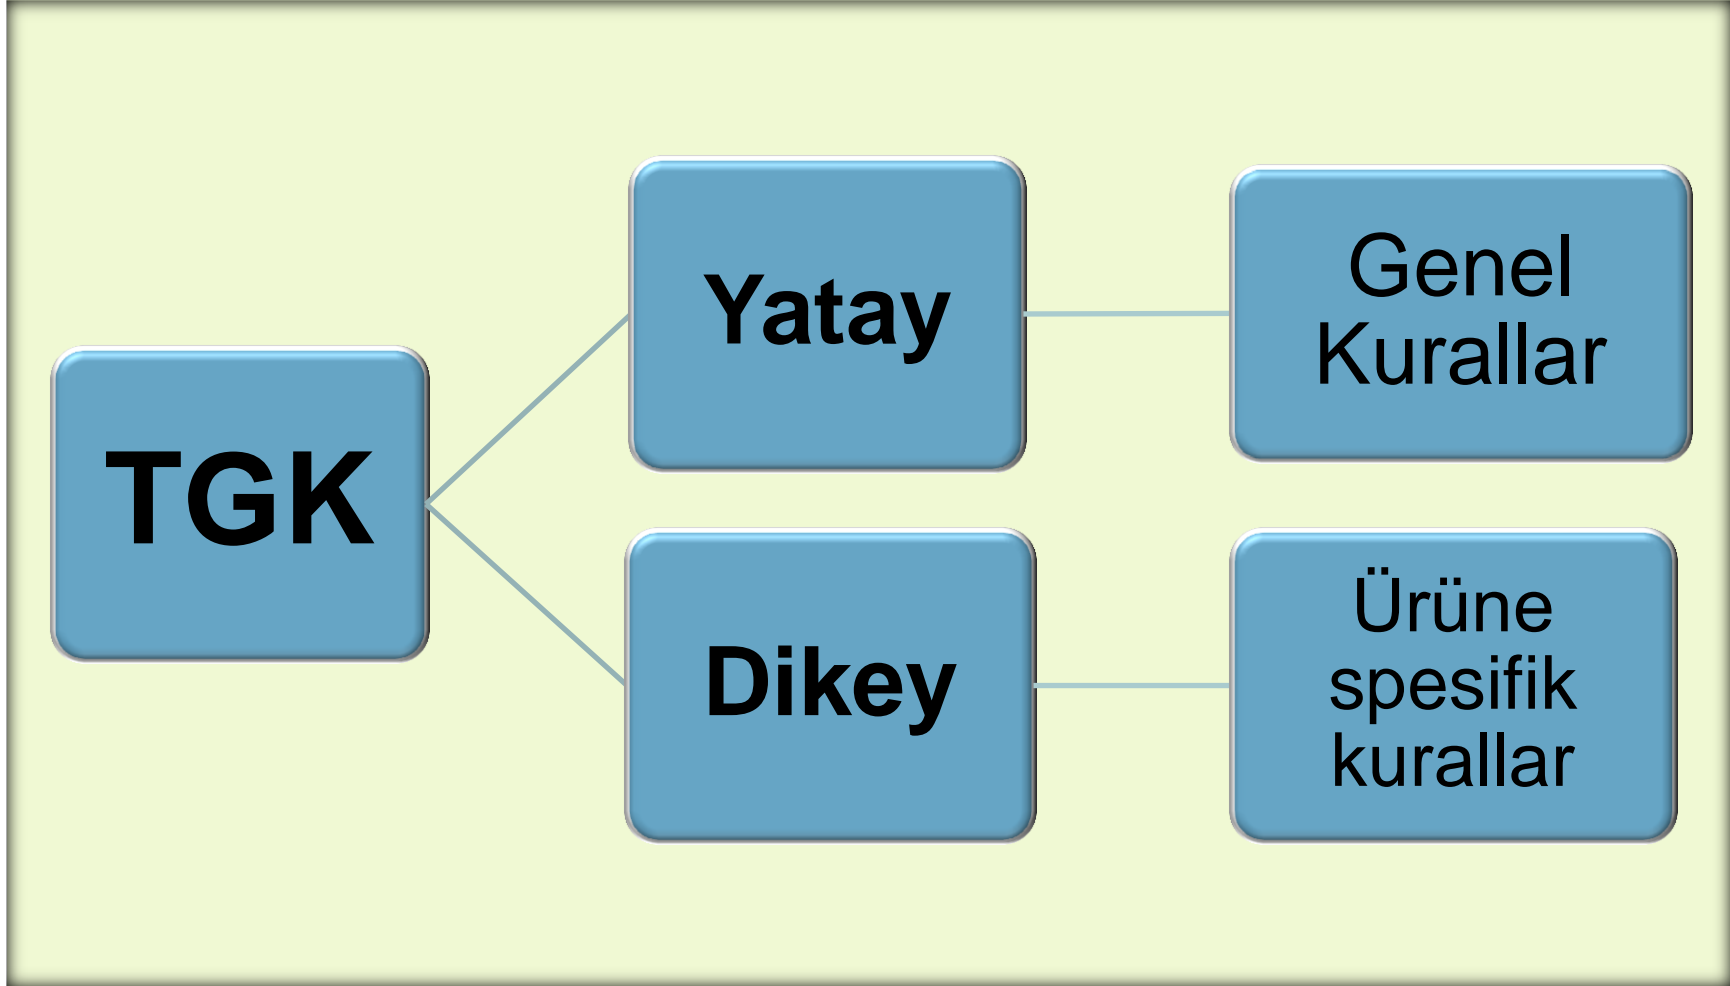 TGK
Yatay
Genel
Kurallar
Dikey
Ürüne
spesifik
kurallar